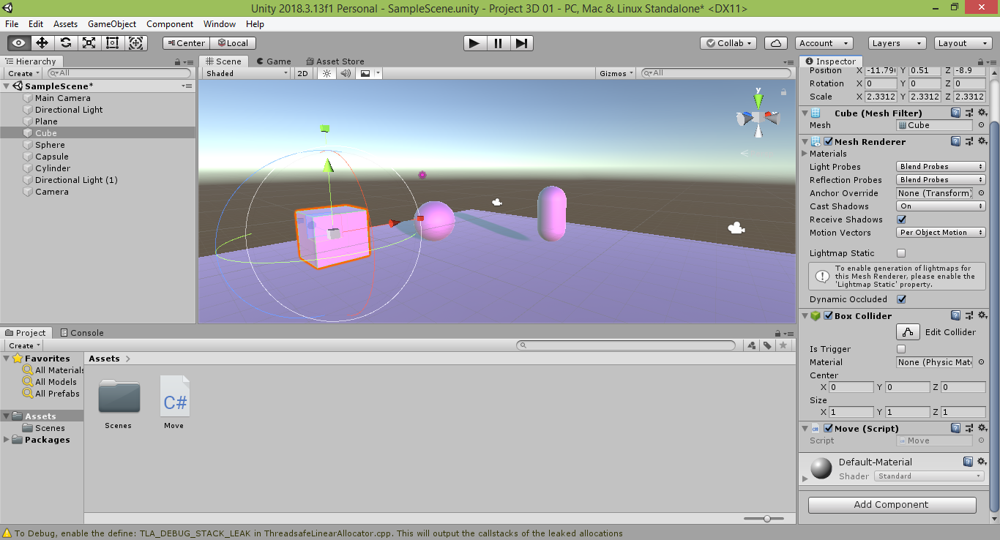 Unity 2018.3.13f1 Personal - SampleScene.unity - Project 3D 01 - PC, Mac & Linux Standalone* <DX11>
File Edit Assets GameObject Component Window Help
Center Local Collab Account Layers Layout
Hierarchy
Create All
SampleScene*
Main Camera
Directional Light
Plane
Cube
Sphere
Capsule
Cylinder
Directional Light (1)
Camera
Scene Game Asset Store
Shaded 2D Gizmos All
y
Inspector
Position X -11.79 Y 0.51 Z -8.9
Rotation X 0 Y 0 Z 0
Scale X 2.3312 Y 2.3312 Z 2.3312
Cube (Mesh Filter)
Mesh Cube
Mesh Renderer
Materials
Light Probes Blend Probes
Reflection Probes Blend Probes
Anchor Override None (Transform)
Cast Shadows On
Receive Shadows
Motion Vectors Per Object Motion
Lightmap Static
To enable generation of lightmaps for
this Mesh Renderer, please enable the
'Lightmap Static' property.
Dynamic Occluded
Box Collider
Edit Collider
Is Trigger
Material None (Physic Mate
Center
X 0 Y 0 Z 0
Size
X 1 Y 1 Z 1
Move (Script)
Script Move
Default-Material
Shader Standard
Add Component
Project Console
Create
Favorites
All Materials
All Models
All Prefabs
Assets
Scenes
Packages
Assets
C#
Scenes Move
To Debug, enable the define: TLA_DEBUG_STACK_LEAK in ThreadsafeLinearAllocator.cpp. This will output the callstacks of the leaked allocations